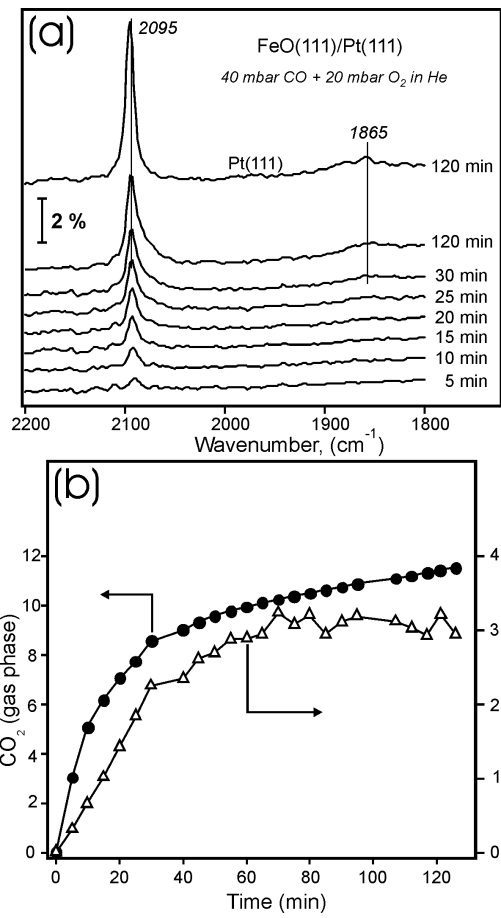 (a)
2095
FeO(111)/Pt(111)
40 mbar CO + 20 mbar O₂ in He
1865
Pt(111)
120 min
2 %
120 min
30 min
25 min
20 min
15 min
10 min
5 min
2200 2100 2000 1900 1800
Wavenumber, (cm⁻¹)
(b)
CO₂ (gas phase)
12
10
8
6
4
2
0
4
3
2
1
0
0 20 40 60 80 100 120
Time (min)